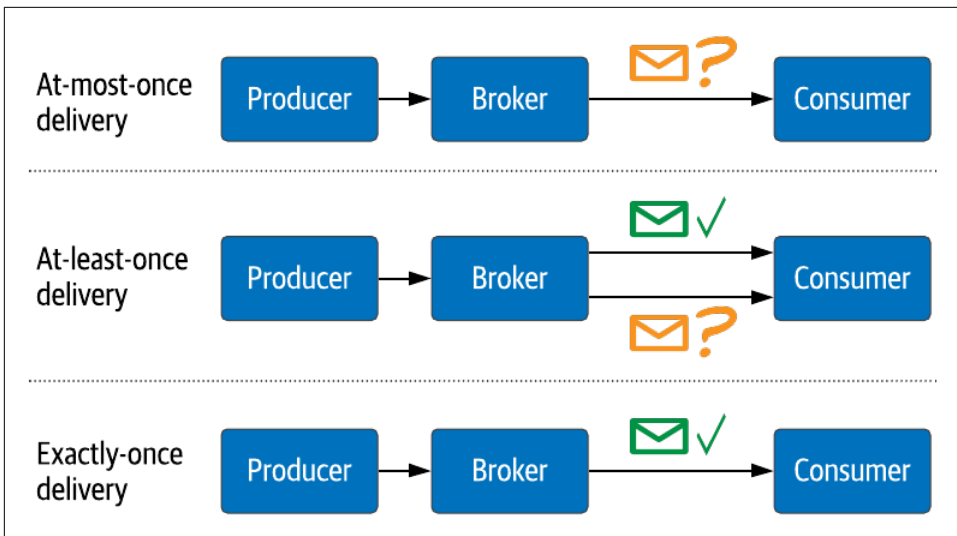 At-most-once
delivery
Producer
Broker
?
Consumer
At-least-once
delivery
Producer
Broker
?
Consumer
Exactly-once
delivery
Producer
Broker
Consumer